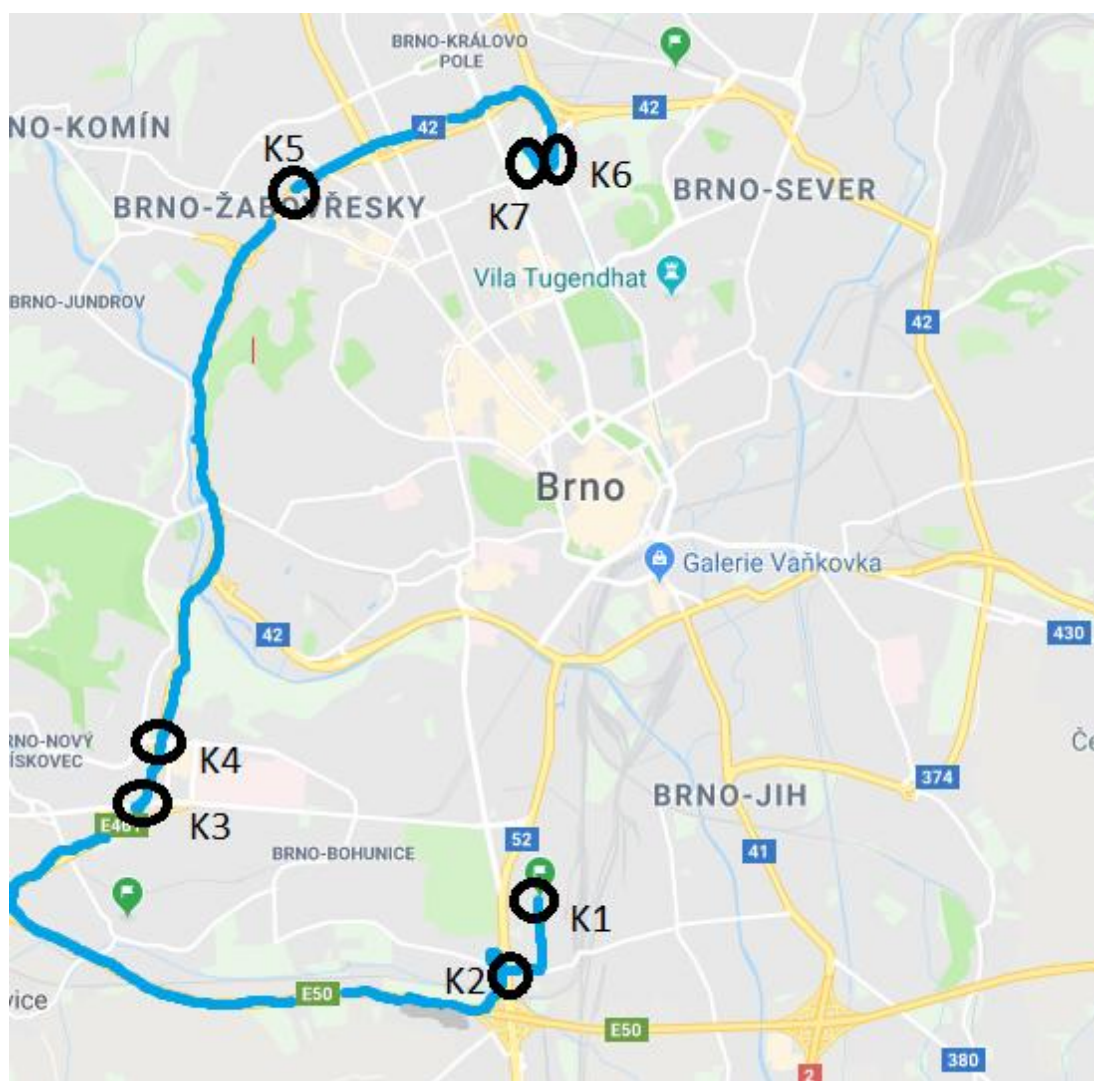 BRNO-KRÁLOVO
POLE
42
42
NO-KOMÍN
K5
K6
BRNO-SEVER
BRNO-ŽABOVŘESKY
K7
Vila Tugendhat
BRNO-JUNDROV
42
Brno
Galerie Vaňkovka
42
430
RNO-NOVÝ
ÍSKOVEC
K4
Če
374
BRNO-JIH
K3
E461
52
BRNO-BOHUNICE
41
K1
K2
vice
E50
E50
380
2